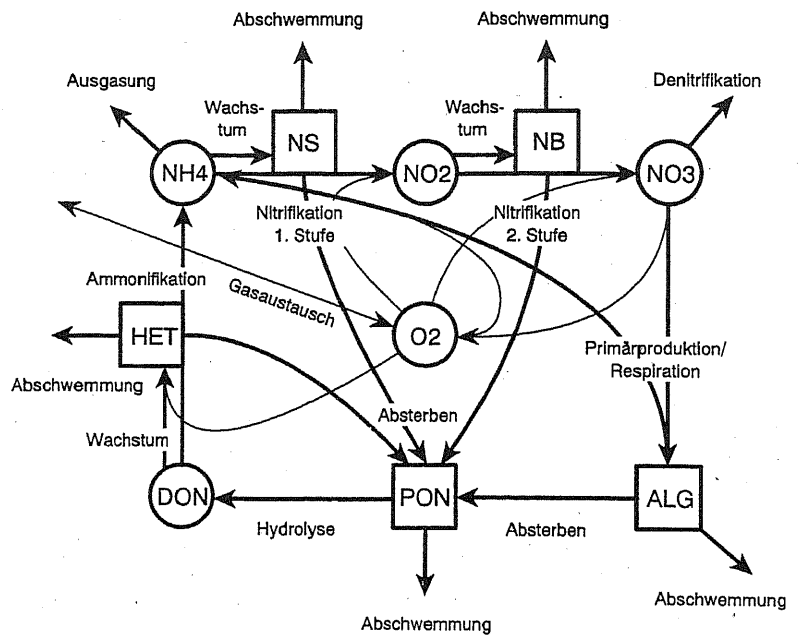 Abschwemmung
Abschwemmung
Ausgasung
Denitrifikation
Wachs-
tum
Wachs-
tum
NS
NB
NH4
NO2
NO3
Nitrifikation
1. Stufe
Nitrifikation
2. Stufe
Ammonifikation
Gasaustausch
HET
O2
Primärproduktion/
Respiration
Abschwemmung
Absterben
Wachstum
DON
PON
ALG
Hydrolyse
Absterben
Abschwemmung
Abschwemmung